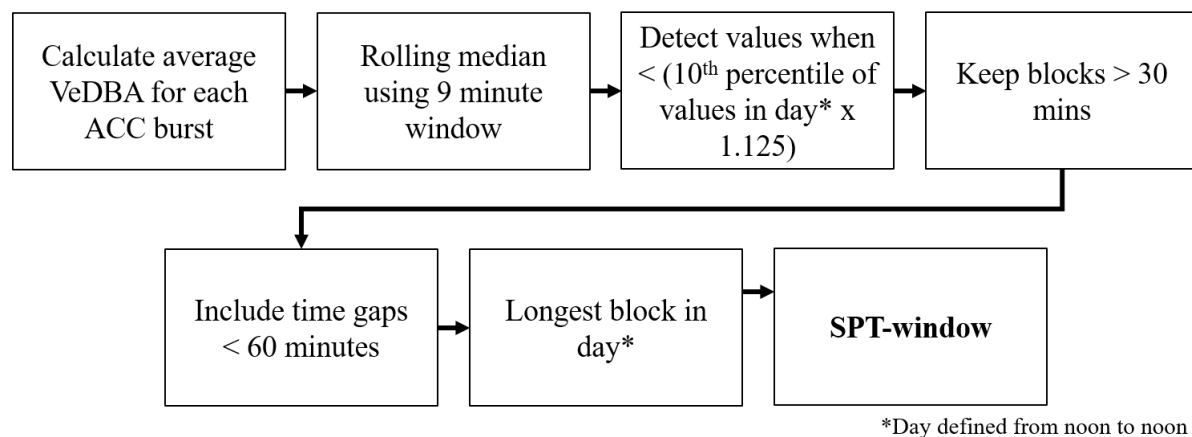 Calculate average
VeDBA for each
ACC burst
Rolling median
using 9 minute
window
Detect values when
< (10th percentile of
values in day* x
1.125)
Keep blocks > 30
mins
Include time gaps
< 60 minutes
Longest block in
day*
SPT-window
*Day defined from noon to noon